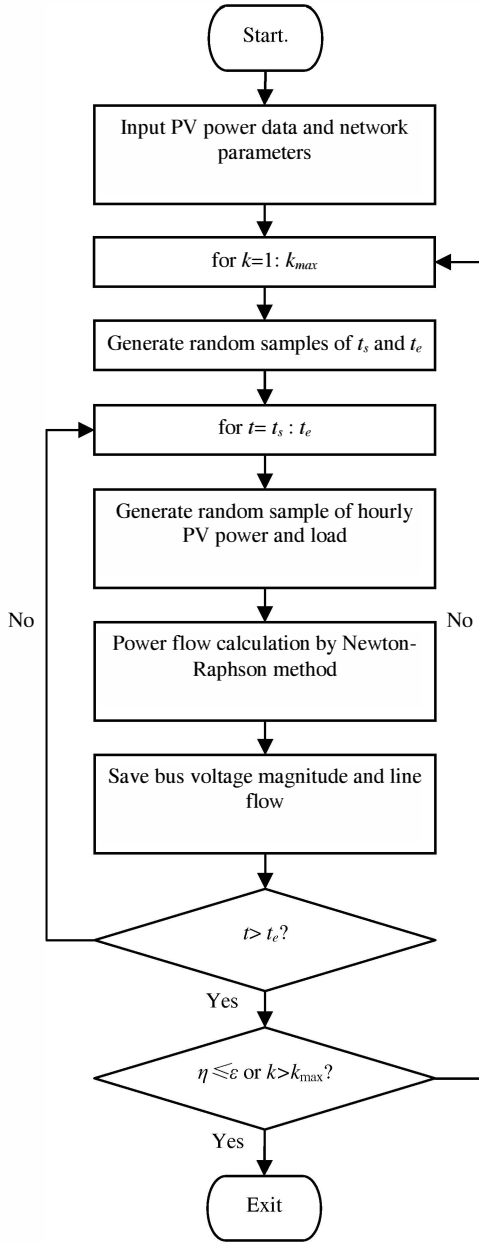 Start.
Input PV power data and network
parameters
for k=1: kmax
Generate random samples of ts and te
for t= ts : te
Generate random sample of hourly
PV power and load
No
No
Power flow calculation by Newton-
Raphson method
Save bus voltage magnitude and line
flow
t> te?
Yes
η ≤ε or k>kmax?
Yes
Exit